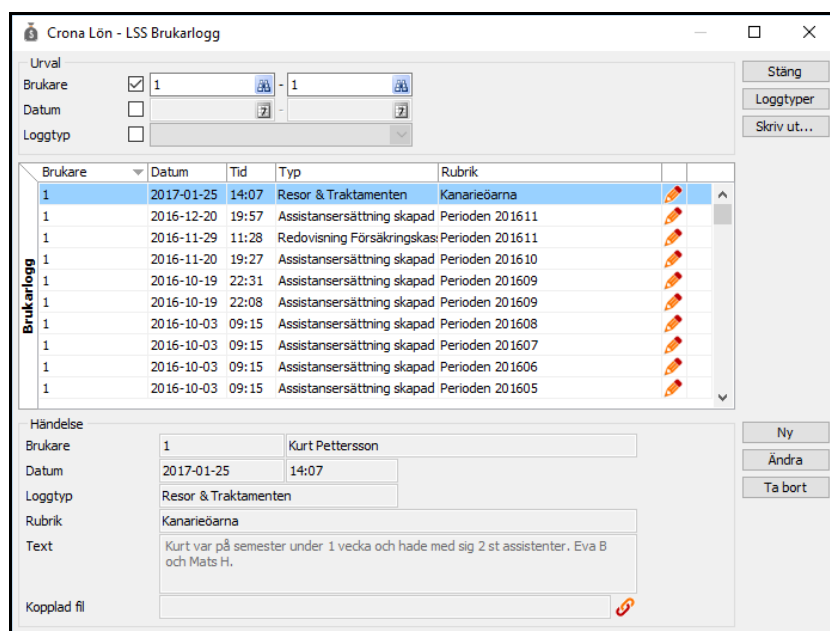 Crona Lön - LSS Brukarlogg
Urval
Brukare 1 - 1
Datum -
Loggtyp
Stäng
Loggtyper
Skriv ut...
Brukare Datum Tid Typ Rubrik
1 2017-01-25 14:07 Resor & Traktamenten Kanarieöarna
1 2016-12-20 19:57 Assistansersättning skapad Perioden 201611
1 2016-11-29 11:28 Redovisning Försäkringskas: Perioden 201611
1 2016-11-20 19:27 Assistansersättning skapad Perioden 201610
1 2016-10-19 22:31 Assistansersättning skapad Perioden 201609
1 2016-10-19 22:08 Assistansersättning skapad Perioden 201609
1 2016-10-03 09:15 Assistansersättning skapad Perioden 201608
1 2016-10-03 09:15 Assistansersättning skapad Perioden 201607
1 2016-10-03 09:15 Assistansersättning skapad Perioden 201606
1 2016-10-03 09:15 Assistansersättning skapad Perioden 201605
Brukarlogg
Händelse
Brukare 1 Kurt Pettersson
Datum 2017-01-25 14:07
Loggtyp Resor & Traktamenten
Rubrik Kanarieöarna
Text Kurt var på semester under 1 vecka och hade med sig 2 st assistenter. Eva B
och Mats H.
Kopplad fil
Ny
Ändra
Ta bort